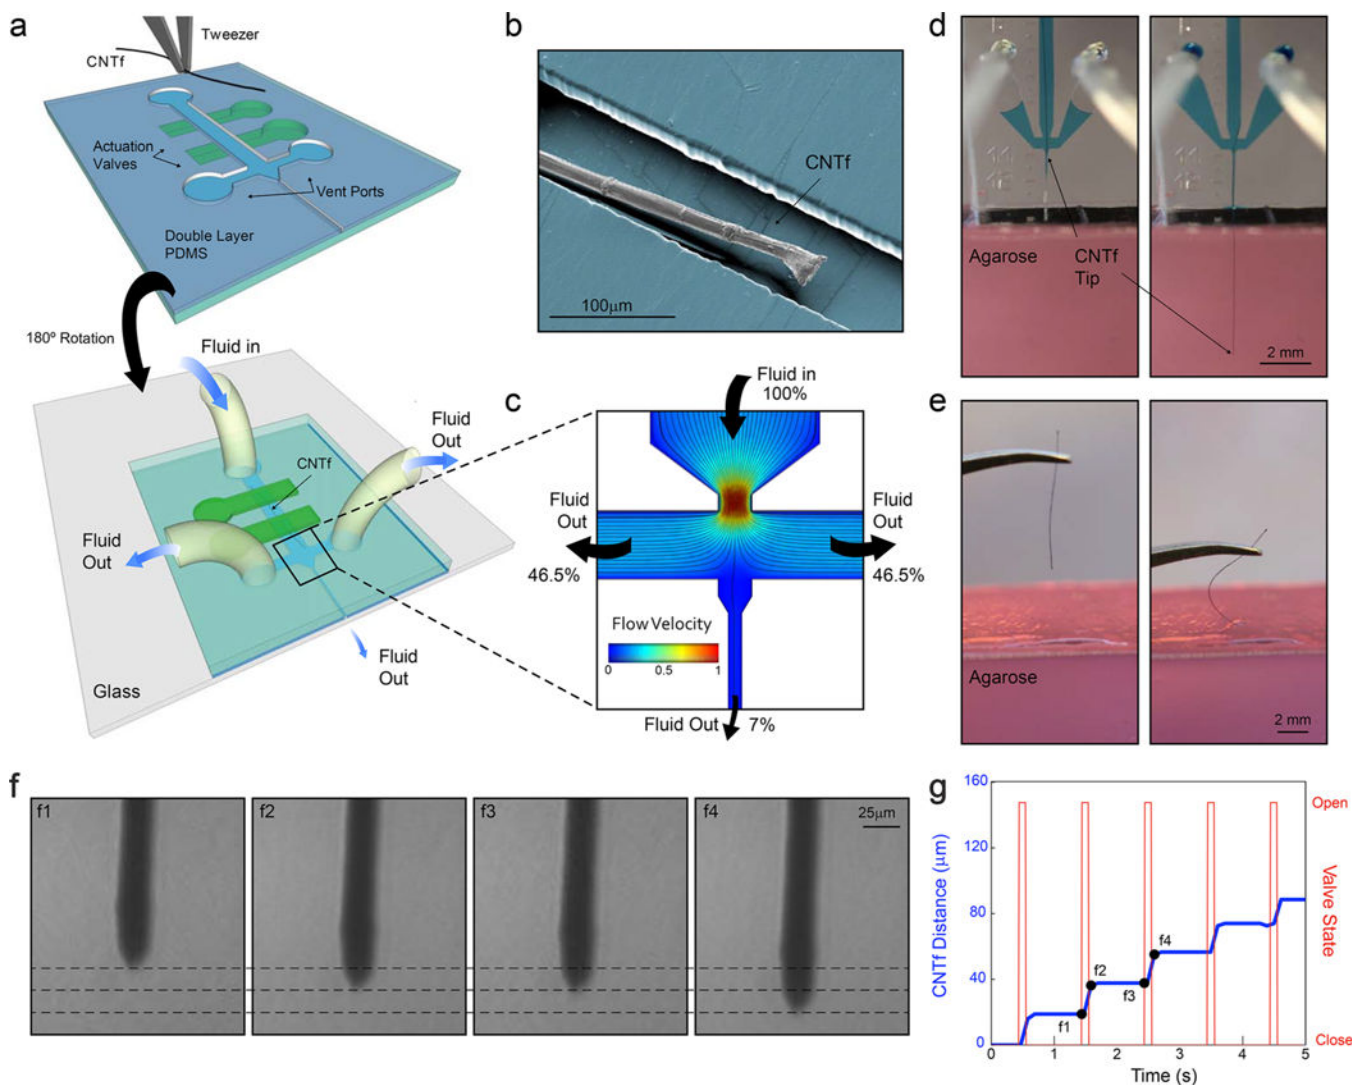 a
Tweezer
CNTf
Actuation
Valves
Vent Ports
Double Layer
PDMS
180º Rotation
Fluid in
Fluid
Out
CNTf
Fluid
Out
Fluid
Out
Glass
b
CNTf
100μm
c
Fluid in
100%
Fluid
Out
46.5%
Fluid
Out
46.5%
Flow Velocity
0 0.5 1
Fluid Out 7%
d
Agarose
CNTf
Tip
2 mm
e
Agarose
2 mm
f
f1
f2
f3
f4
25μm
g
160
120
80
40
0
CNTf Distance (μm)
f1
f2
f3
f4
Open
Valve State
Close
0 1 2 3 4 5
Time (s)